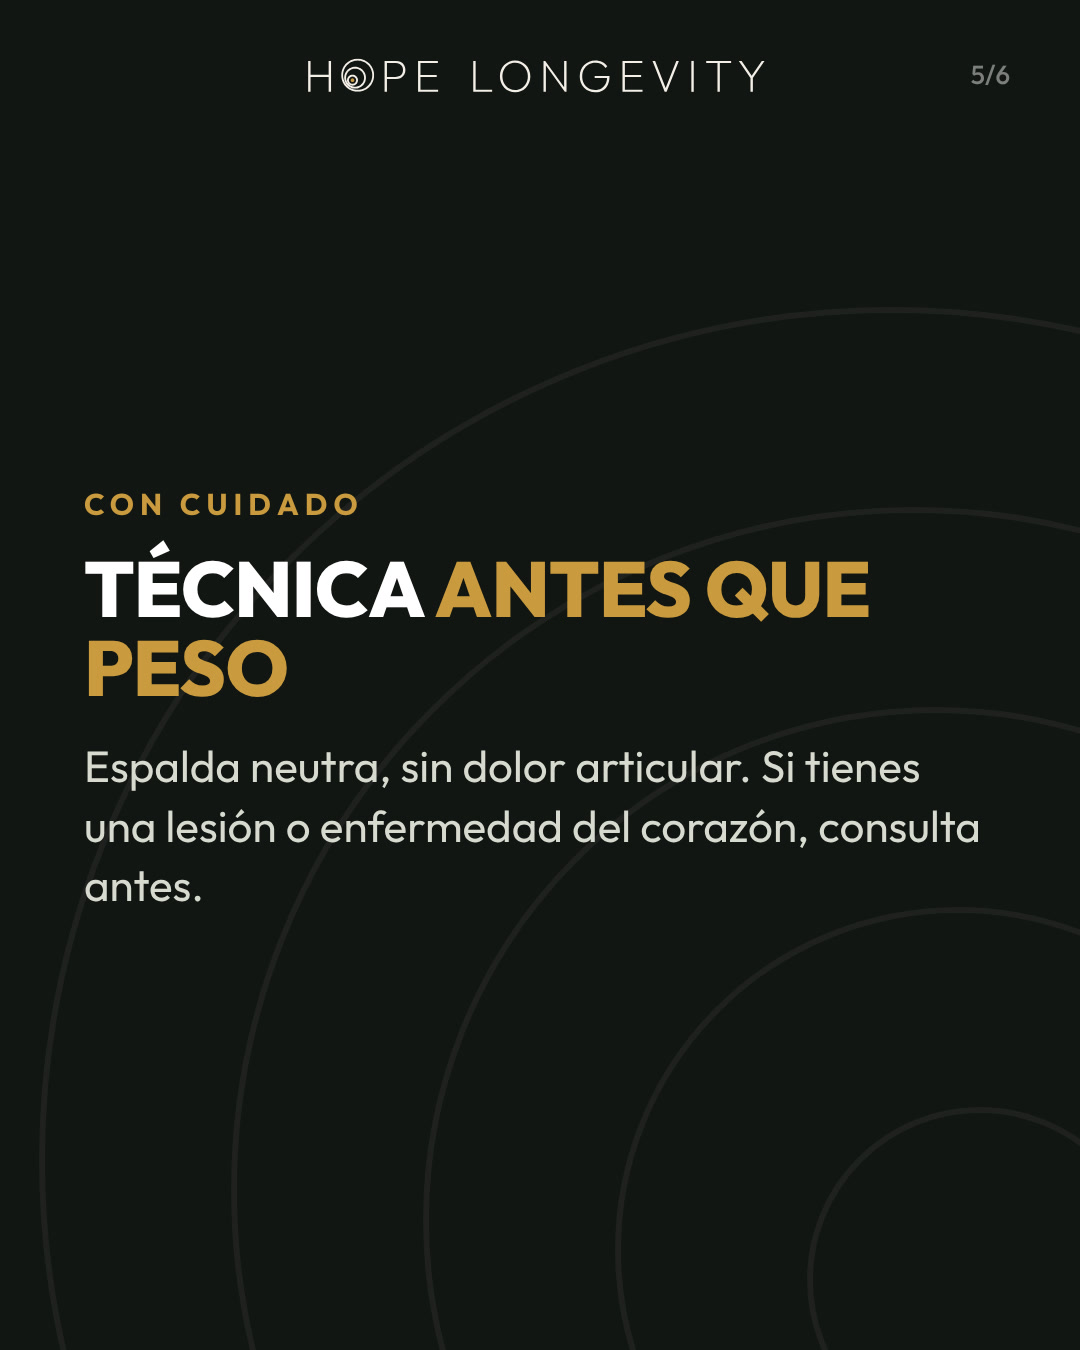 HOPE LONGEVITY
5/6
CON CUIDADO
TÉCNICA ANTES QUE
PESO
Espalda neutra, sin dolor articular. Si tienes
una lesión o enfermedad del corazón, consulta
antes.